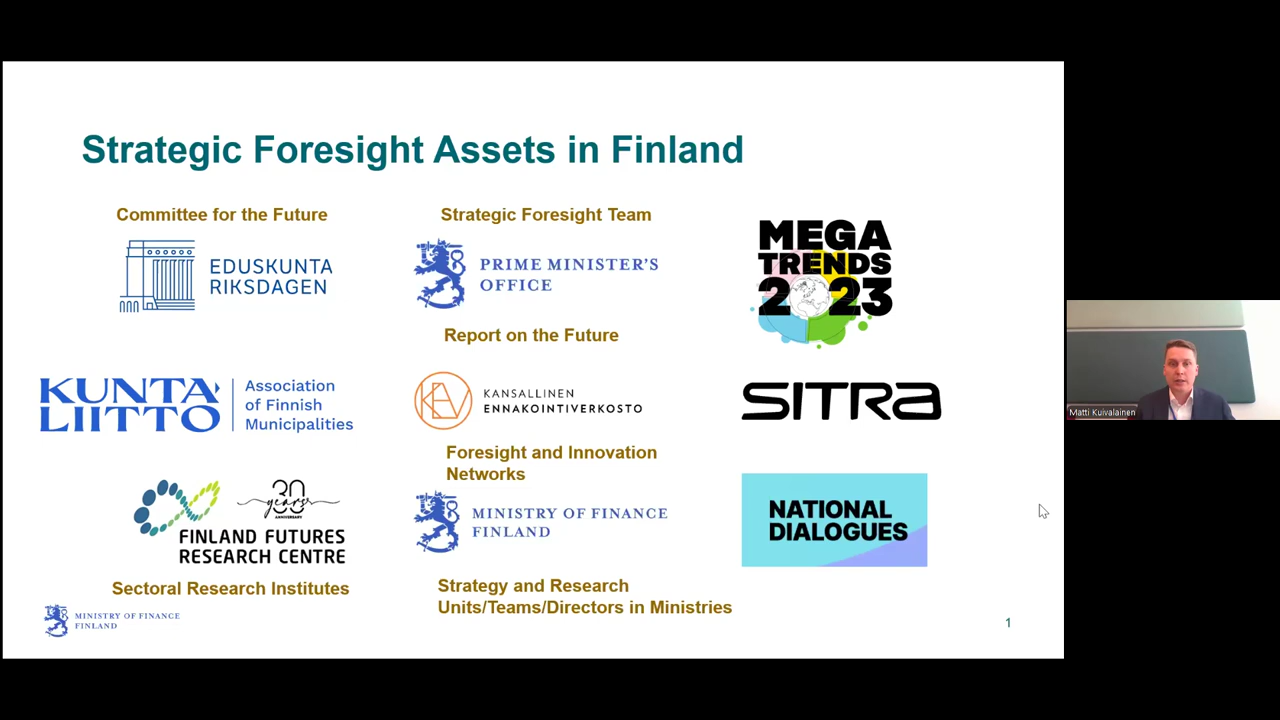 Strategic Foresight Assets in Finland
Committee for the Future
EDUSKUNTA
RIKSDAGEN
Strategic Foresight Team
PRIME MINISTER'S
OFFICE
Report on the Future
MEGA
TRENDS
2023
KUNTA
LIITTO
Association
of Finnish
Municipalities
KEV
KANSALLINEN
ENNAKOINTIVERKOSTO
Foresight and Innovation
Networks
SITRA
30
years
ANNIVERSARY
FINLAND FUTURES
RESEARCH CENTRE
Sectoral Research Institutes
MINISTRY OF FINANCE
FINLAND
Strategy and Research
Units/Teams/Directors in Ministries
NATIONAL
DIALOGUES
MINISTRY OF FINANCE
FINLAND
1
Matti Kuivalainen